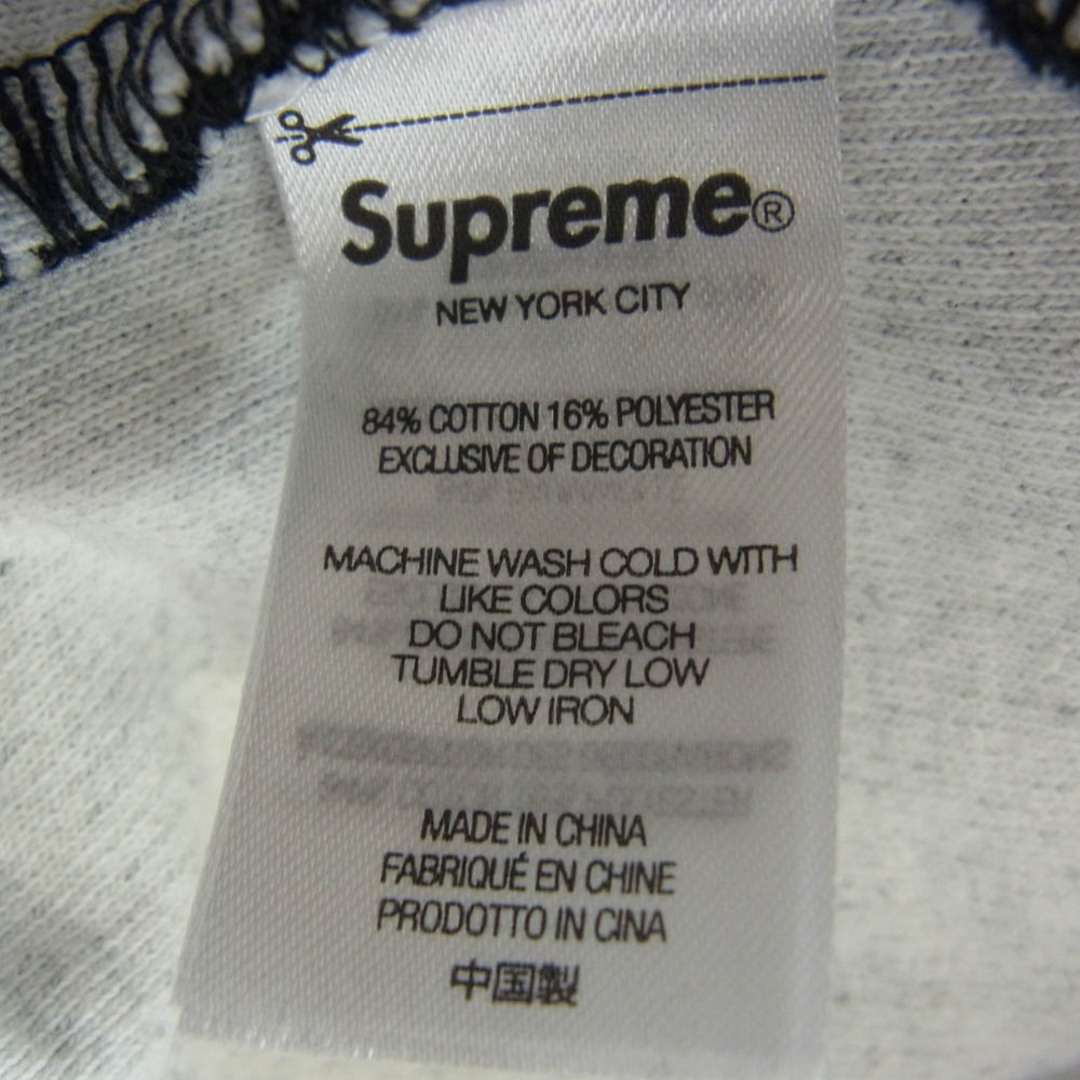 Supreme®
NEW YORK CITY
84% COTTON 16% POLYESTER
EXCLUSIVE OF DECORATION
MACHINE WASH COLD WITH
LIKE COLORS
DO NOT BLEACH
TUMBLE DRY LOW
LOW IRON
MADE IN CHINA
FABRIQUÉ EN CHINE
PRODOTTO IN CINA
中国製